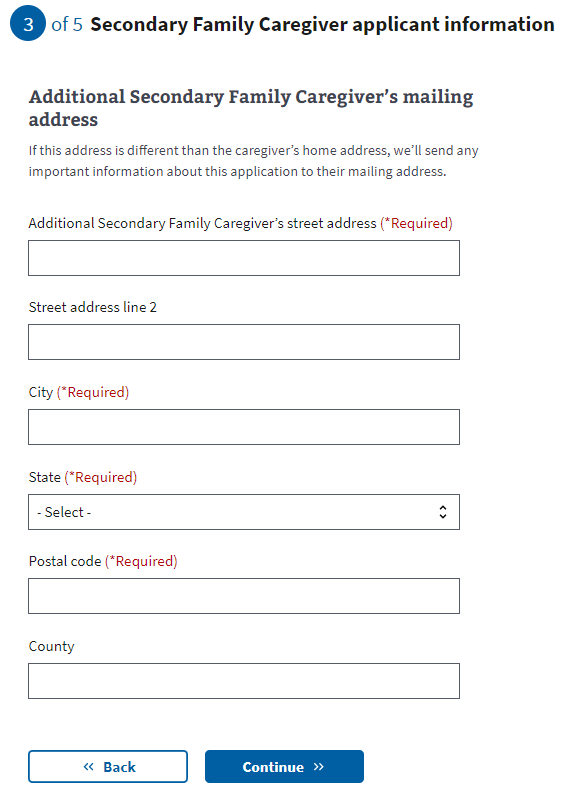 3 of 5 Secondary Family Caregiver applicant information
Additional Secondary Family Caregiver’s mailing
address
If this address is different than the caregiver’s home address, we’ll send any
important information about this application to their mailing address.
Additional Secondary Family Caregiver’s street address (*Required)
Street address line 2
City (*Required)
State (*Required)
- Select -
Postal code (*Required)
County
« Back
Continue »